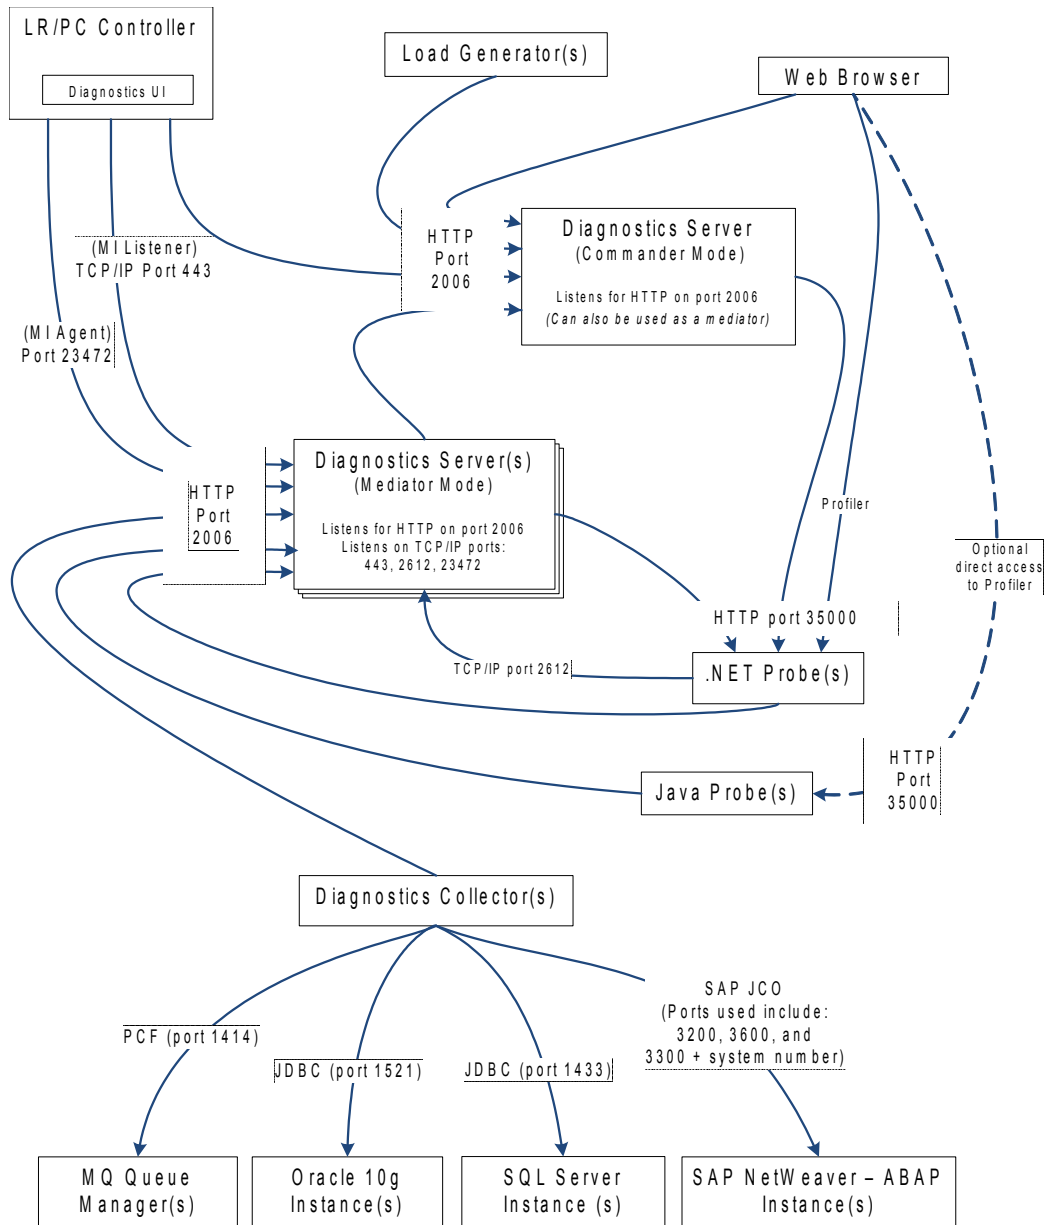 LR/PC Controller
Diagnostics UI
Load Generator(s)
Web Browser
(MI Listener)
TCP/IP Port 443
HTTP
Port
2006
Diagnostics Server
(Commander Mode)
Listens for HTTP on port 2006
(Can also be used as a mediator)
(MI Agent)
Port 23472
HTTP
Port
2006
Diagnostics Server(s)
(Mediator Mode)
Listens for HTTP on port 2006
Listens on TCP/IP ports:
443, 2612, 23472
Profiler
Optional
direct access
to Profiler
HTTP port 35000
TCP/IP port 2612
.NET Probe(s)
HTTP
Port
35000
Java Probe(s)
Diagnostics Collector(s)
SAP JCO
(Ports used include:
3200, 3600, and
3300 + system number)
PCF (port 1414)
JDBC (port 1521)
JDBC (port 1433)
MQ Queue
Manager(s)
Oracle 10g
Instance(s)
SQL Server
Instance (s)
SAP NetWeaver – ABAP
Instance(s)